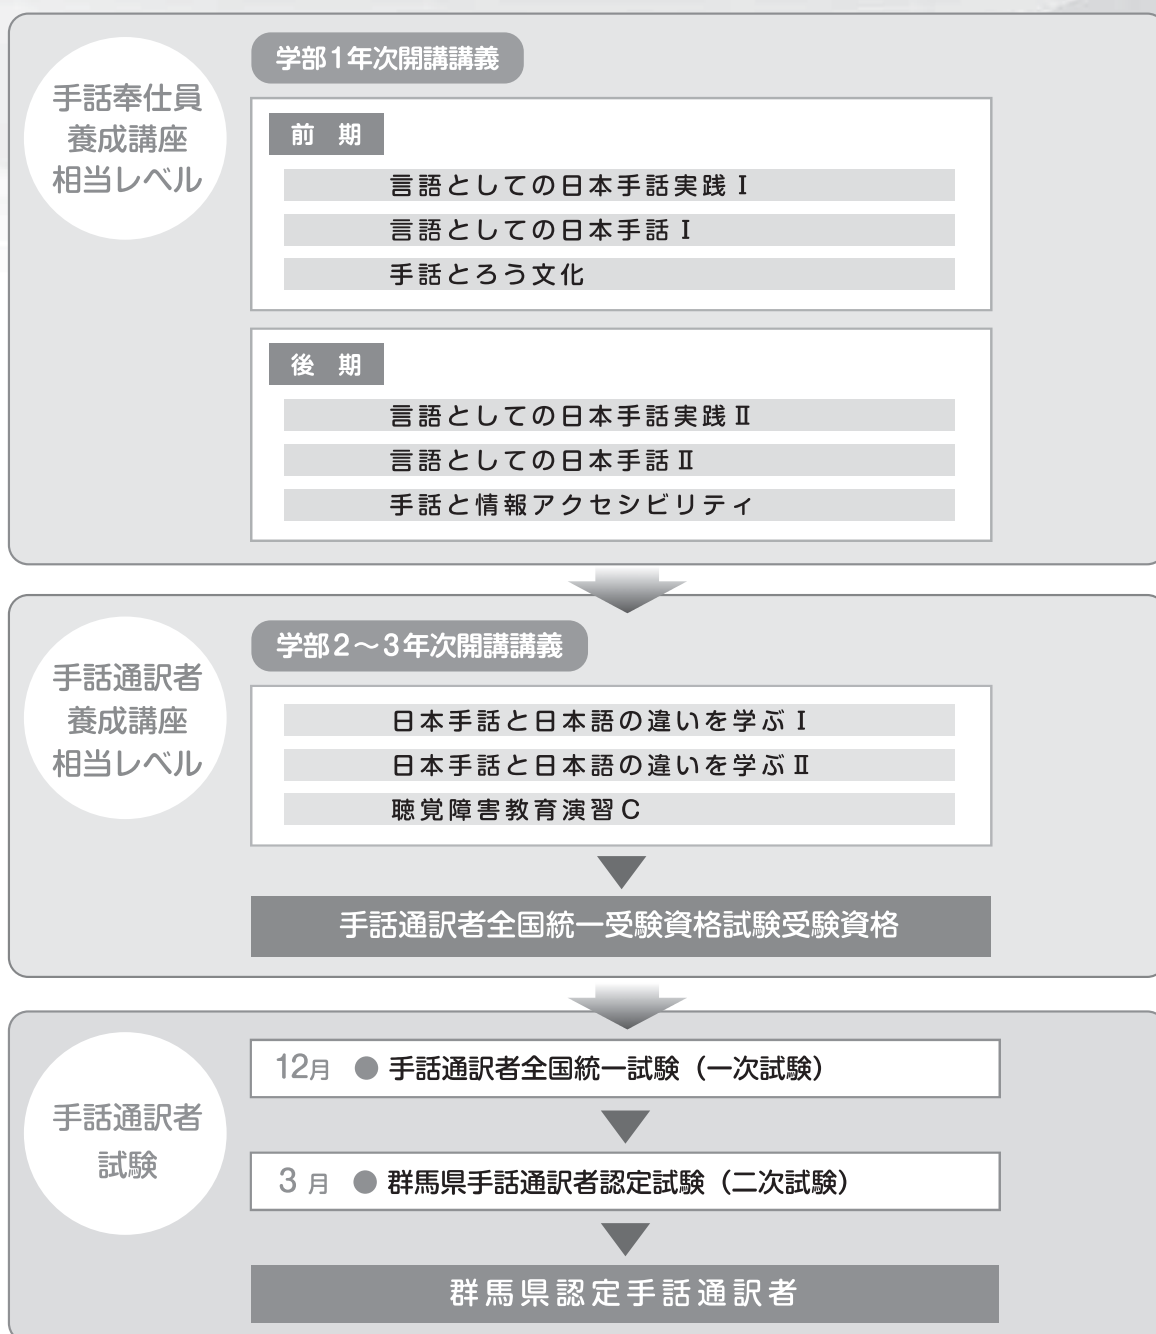 手話奉仕員
養成講座
相当レベル
学部1年次開講講義
前 期
言語としての日本手話実践Ⅰ
言語としての日本手話Ⅰ
手話とろう文化
後 期
言語としての日本手話実践Ⅱ
言語としての日本手話Ⅱ
手話と情報アクセシビリティ
手話通訳者
養成講座
相当レベル
学部2～3年次開講講義
日本手話と日本語の違いを学ぶⅠ
日本手話と日本語の違いを学ぶⅡ
聴覚障害教育演習C
手話通訳者全国統一受験資格試験受験資格
手話通訳者
試験
12月 ● 手話通訳者全国統一試験（一次試験）
3月 ● 群馬県手話通訳者認定試験（二次試験）
群馬県認定手話通訳者